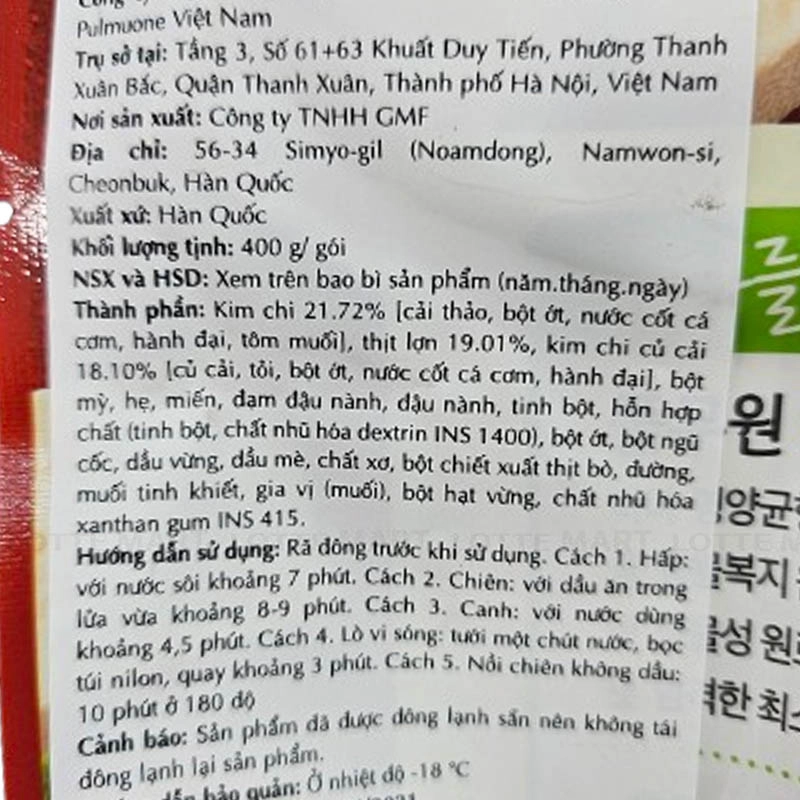 Pulmuone Việt Nam
Trụ sở tại: Tầng 3, Số 61+63 Khuất Duy Tiến, Phường Thanh
Xuân Bắc, Quận Thanh Xuân, Thành phố Hà Nội, Việt Nam
Nơi sản xuất: Công ty TNHH GMF
Địa chỉ: 56-34 Simyo-gil (Noamdong), Namwon-si,
Cheonbuk, Hàn Quốc
Xuất xứ: Hàn Quốc
Khối lượng tịnh: 400 g/ gói
NSX và HSD: Xem trên bao bì sản phẩm (năm.tháng.ngày)
Thành phần: Kim chi 21.72% [cải thảo, bột ớt, nước cốt cá
cơm, hành đại, tôm muối], thịt lợn 19.01%, kim chi củ cải
18.10% [củ cải, tỏi, bột ớt, nước cốt cá cơm, hành đại], bột
mỳ, hẹ, miến, đạm đậu nành, đậu nành, tinh bột, hỗn hợp
chất (tinh bột, chất nhũ hóa dextrin INS 1400), bột ớt, bột ngũ
cốc, dầu vừng, dầu mè, chất xơ, bột chiết xuất thịt bò, đường,
muối tinh khiết, gia vị (muối), bột hạt vừng, chất nhũ hóa
xanthan gum INS 415.
Hướng dẫn sử dụng: Rã đông trước khi sử dụng. Cách 1. Hấp:
với nước sôi khoảng 7 phút. Cách 2. Chiên: với dầu ăn trong
lửa vừa khoảng 8-9 phút. Cách 3. Canh: với nước dùng
khoảng 4,5 phút. Cách 4. Lò vi sóng: tưới một chút nước, bọc
túi nilon, quay khoảng 3 phút. Cách 5. Nồi chiên không dầu:
10 phút ở 180 độ
Cảnh báo: Sản phẩm đã được đông lạnh sẵn nên không tái
đông lạnh lại sản phẩm.
dẫn bảo quản: Ở nhiệt độ -18 °C
원
LOTTE MART